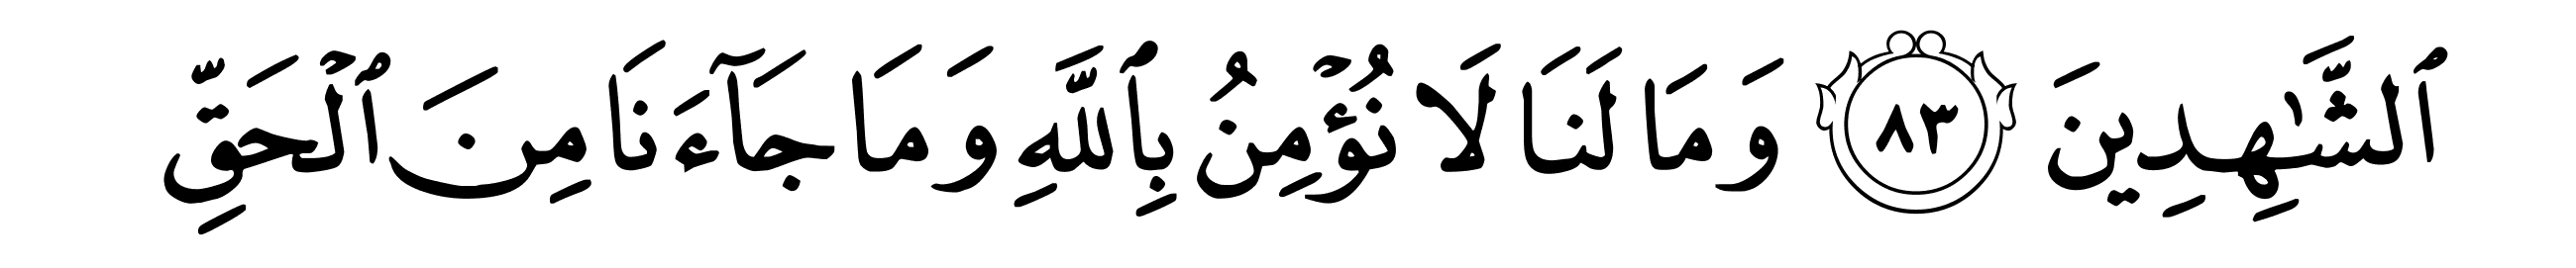 ٱلشَّٰهِدِينَ ٨٣ وَمَا لَنَا لَا نُؤۡمِنُ بِٱللَّهِ وَمَا جَآءَنَا مِنَ ٱلۡحَقِّ